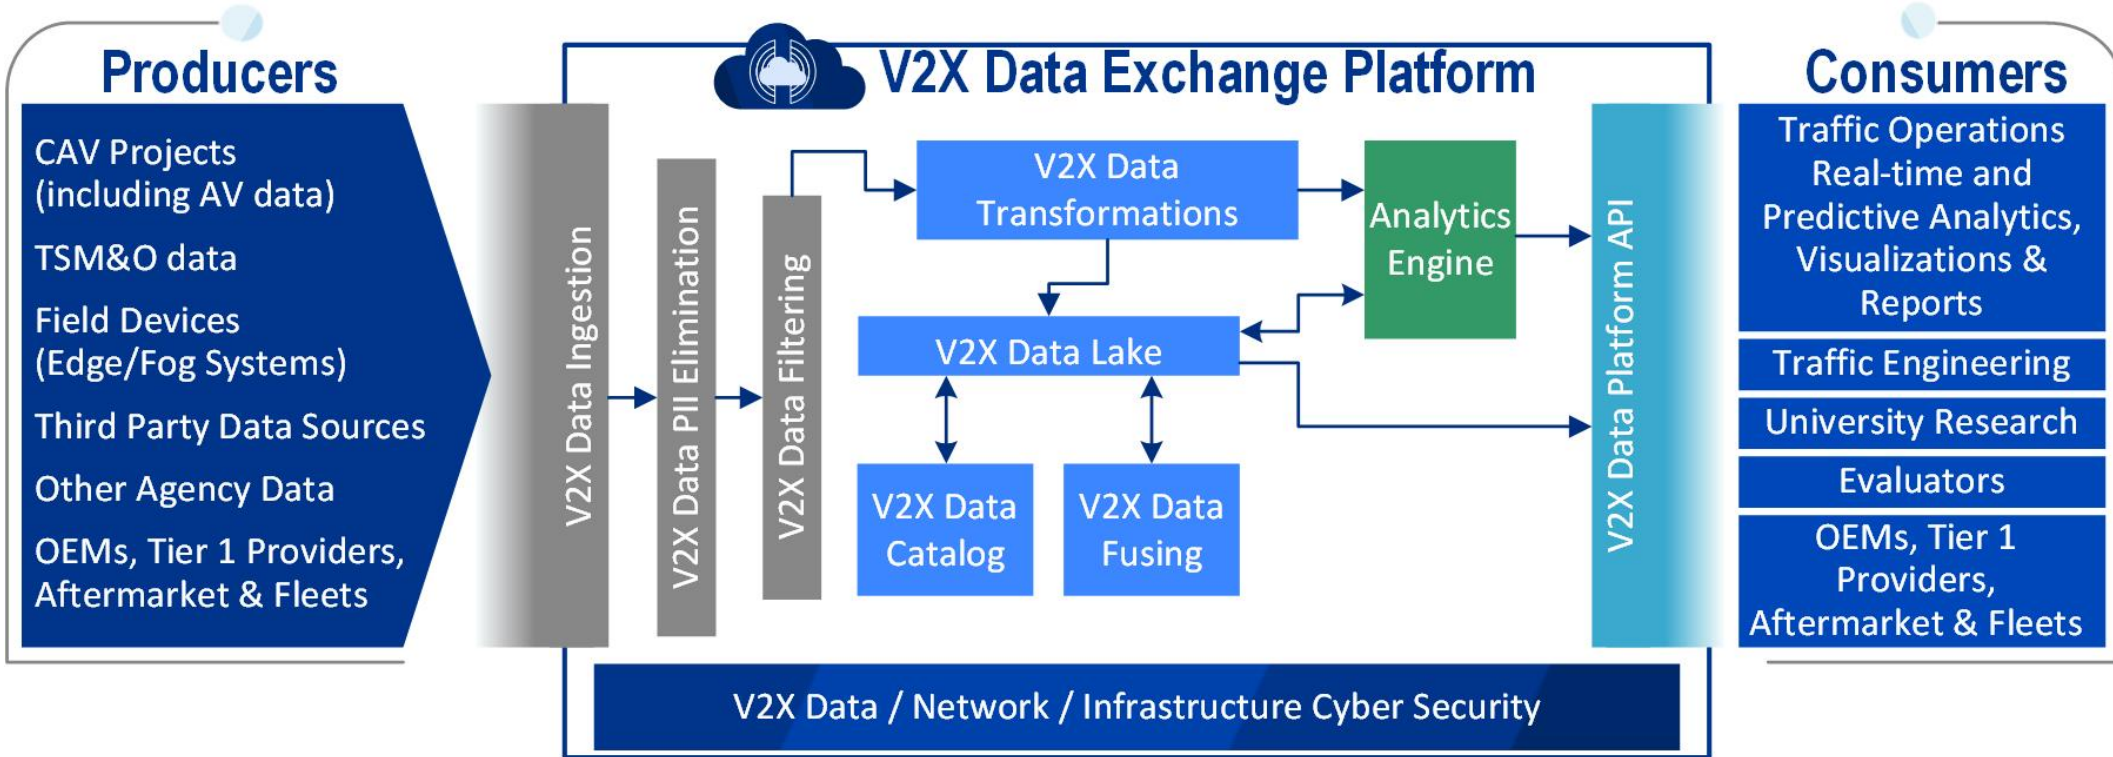 Producers
CAV Projects
(including AV data)
TSM&O data
Field Devices
(Edge/Fog Systems)
Third Party Data Sources
Other Agency Data
OEMs, Tier 1 Providers,
Aftermarket & Fleets
V2X Data Exchange Platform
V2X Data Ingestion
V2X Data PII Elimination
V2X Data Filtering
V2X Data
Transformations
Analytics
Engine
V2X Data Lake
V2X Data
Catalog
V2X Data
Fusing
V2X Data Platform API
V2X Data / Network / Infrastructure Cyber Security
Consumers
Traffic Operations
Real-time and
Predictive Analytics,
Visualizations &
Reports
Traffic Engineering
University Research
Evaluators
OEMs, Tier 1
Providers,
Aftermarket & Fleets